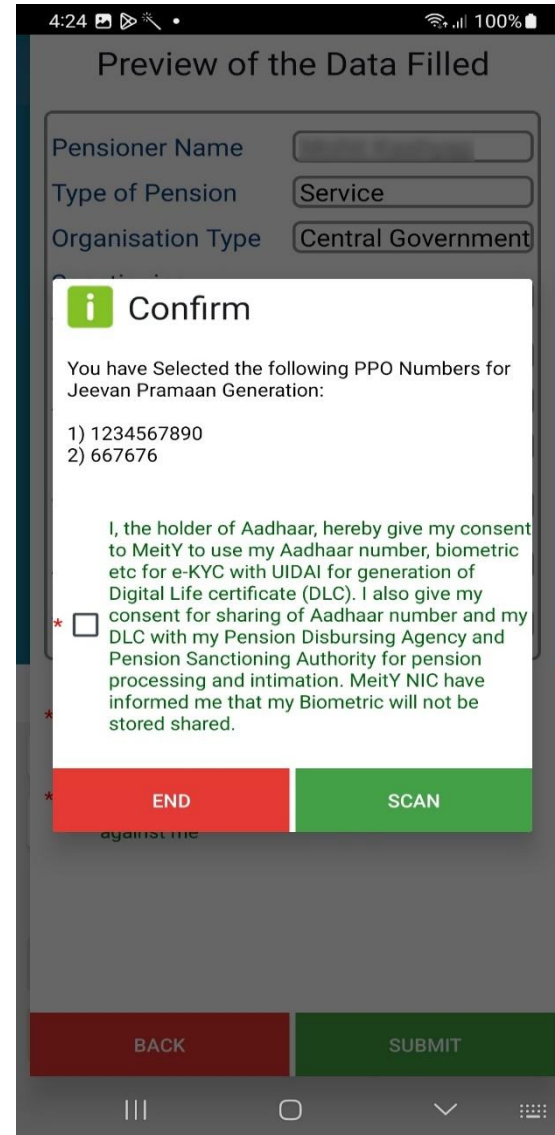 4:24
100%
Preview of the Data Filled
Pensioner Name
Type of Pension Service
Organisation Type Central Government
i Confirm
You have Selected the following PPO Numbers for
Jeevan Pramaan Generation:
1) 1234567890
2) 667676
I, the holder of Aadhaar, hereby give my consent
to MeitY to use my Aadhaar number, biometric
etc for e-KYC with UIDAI for generation of
Digital Life certificate (DLC). I also give my
* consent for sharing of Aadhaar number and my
DLC with my Pension Disbursing Agency and
Pension Sanctioning Authority for pension
processing and intimation. MeitY NIC have
informed me that my Biometric will not be
stored shared.
*
*
END SCAN
against me
BACK SUBMIT